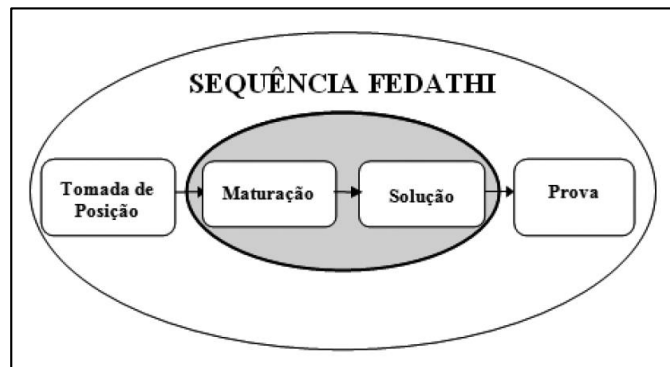 SEQUÊNCIA FEDATHI
Tomada de
Posição
Maturação
Solução
Prova